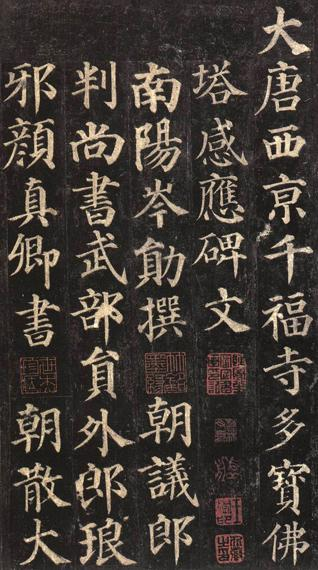 大唐西京千福寺多寶佛
塔感應碑文
南陽岑勛撰　朝議郎
判尚書武部員外郎琅
邪顏真卿書　朝散大